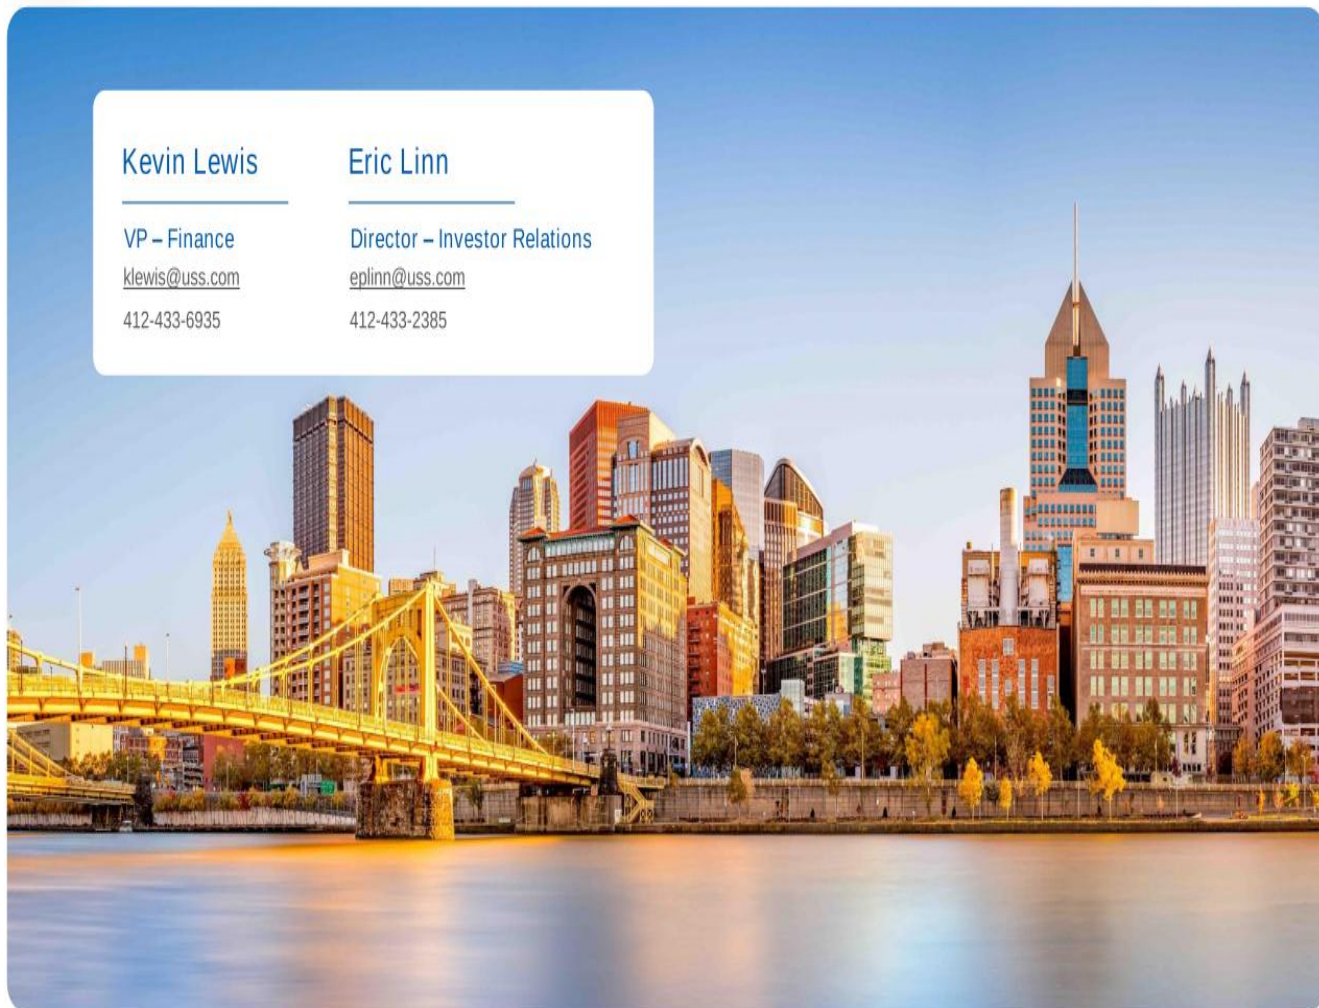 Kevin Lewis
VP – Finance
klewis@uss.com
412-433-6935
Eric Linn
Director – Investor Relations
eplinn@uss.com
412-433-2385